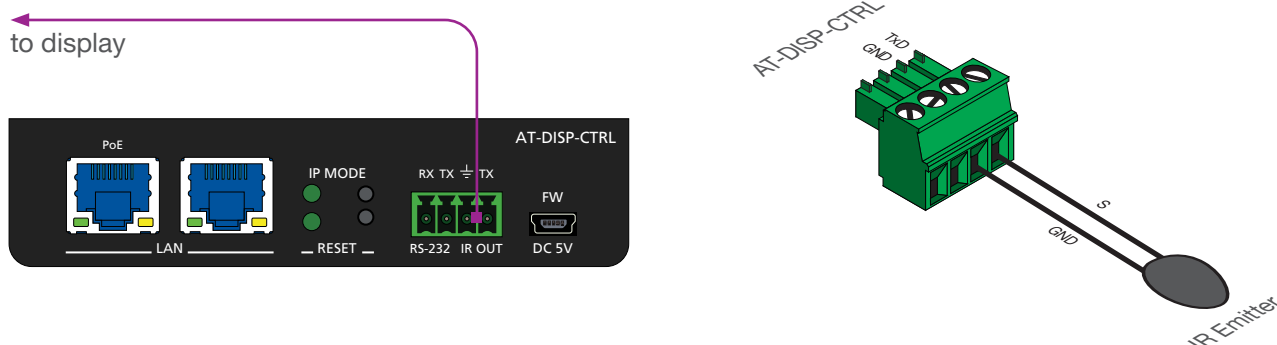 to display
AT-DISP-CTRL
PoE
IP MODE
RX TX TX
FW
LAN
RESET
RS-232 IR OUT
DC 5V
AT-DISP-CTRL
TxD
GND
S
GND
IR Emitter